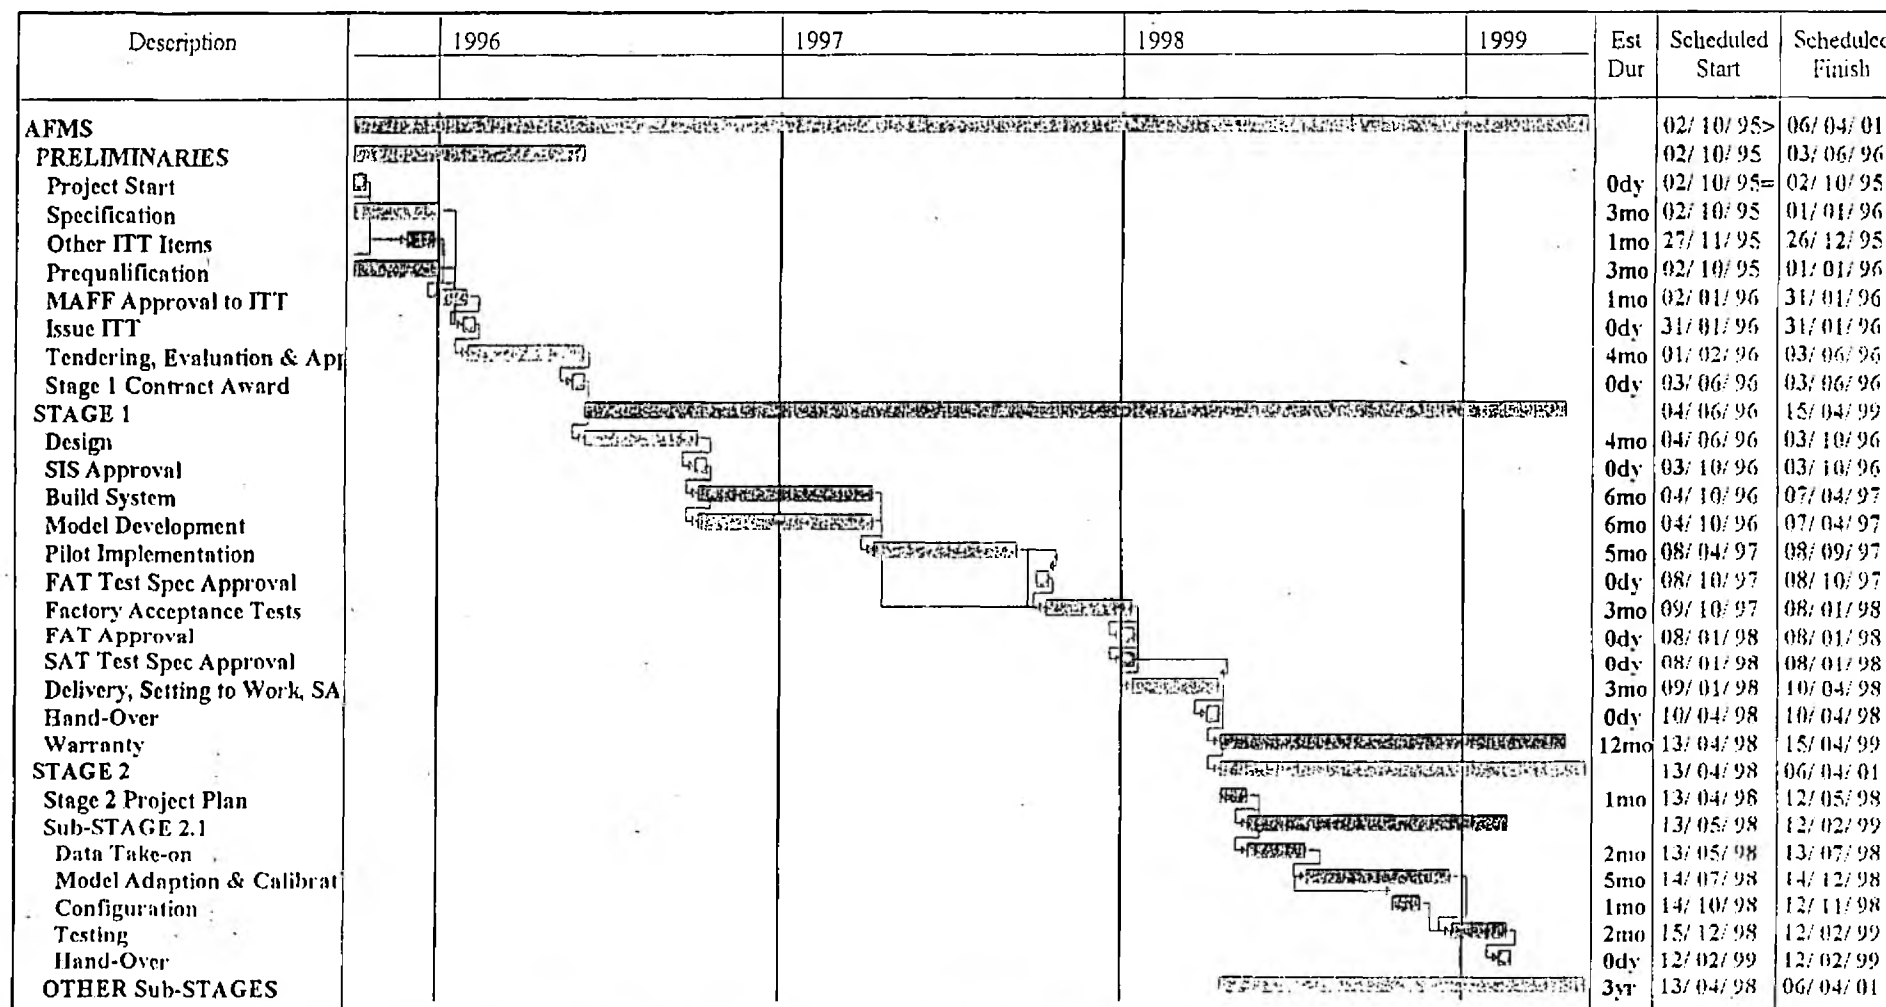 Description 1996 1997 1998 1999 Est Dur Scheduled Start Scheduled Finish
AFMS 02/10/95> 06/04/01
PRELIMINARIES 02/10/95 03/06/96
Project Start 0dy 02/10/95= 02/10/95
Specification 3mo 02/10/95 01/01/96
Other ITT Items 1mo 27/11/95 26/12/95
Prequalification 3mo 02/10/95 01/01/96
MAFF Approval to ITT 1mo 02/01/96 31/01/96
Issue ITT 0dy 31/01/96 31/01/96
Tendering, Evaluation & App 4mo 01/02/96 03/06/96
Stage 1 Contract Award 0dy 03/06/96 03/06/96
STAGE 1 04/06/96 15/04/99
Design 4mo 04/06/96 03/10/96
SIS Approval 0dy 03/10/96 03/10/96
Build System 6mo 04/10/96 07/04/97
Model Development 6mo 04/10/96 07/04/97
Pilot Implementation 5mo 08/04/97 08/09/97
FAT Test Spec Approval 0dy 08/10/97 08/10/97
Factory Acceptance Tests 3mo 09/10/97 08/01/98
FAT Approval 0dy 08/01/98 08/01/98
SAT Test Spec Approval 0dy 08/01/98 08/01/98
Delivery, Setting to Work, SA 3mo 09/01/98 10/04/98
Hand-Over 0dy 10/04/98 10/04/98
Warranty 12mo 13/04/98 15/04/99
STAGE 2 13/04/98 06/04/01
Stage 2 Project Plan 1mo 13/04/98 12/05/98
Sub-STAGE 2.1 13/05/98 12/02/99
Data Take-on 2mo 13/05/98 13/07/98
Model Adaption & Calibrat 5mo 14/07/98 14/12/98
Configuration 1mo 14/10/98 12/11/98
Testing 2mo 15/12/98 12/02/99
Hand-Over 0dy 12/02/99 12/02/99
OTHER Sub-STAGES 3yr 13/04/98 06/04/01